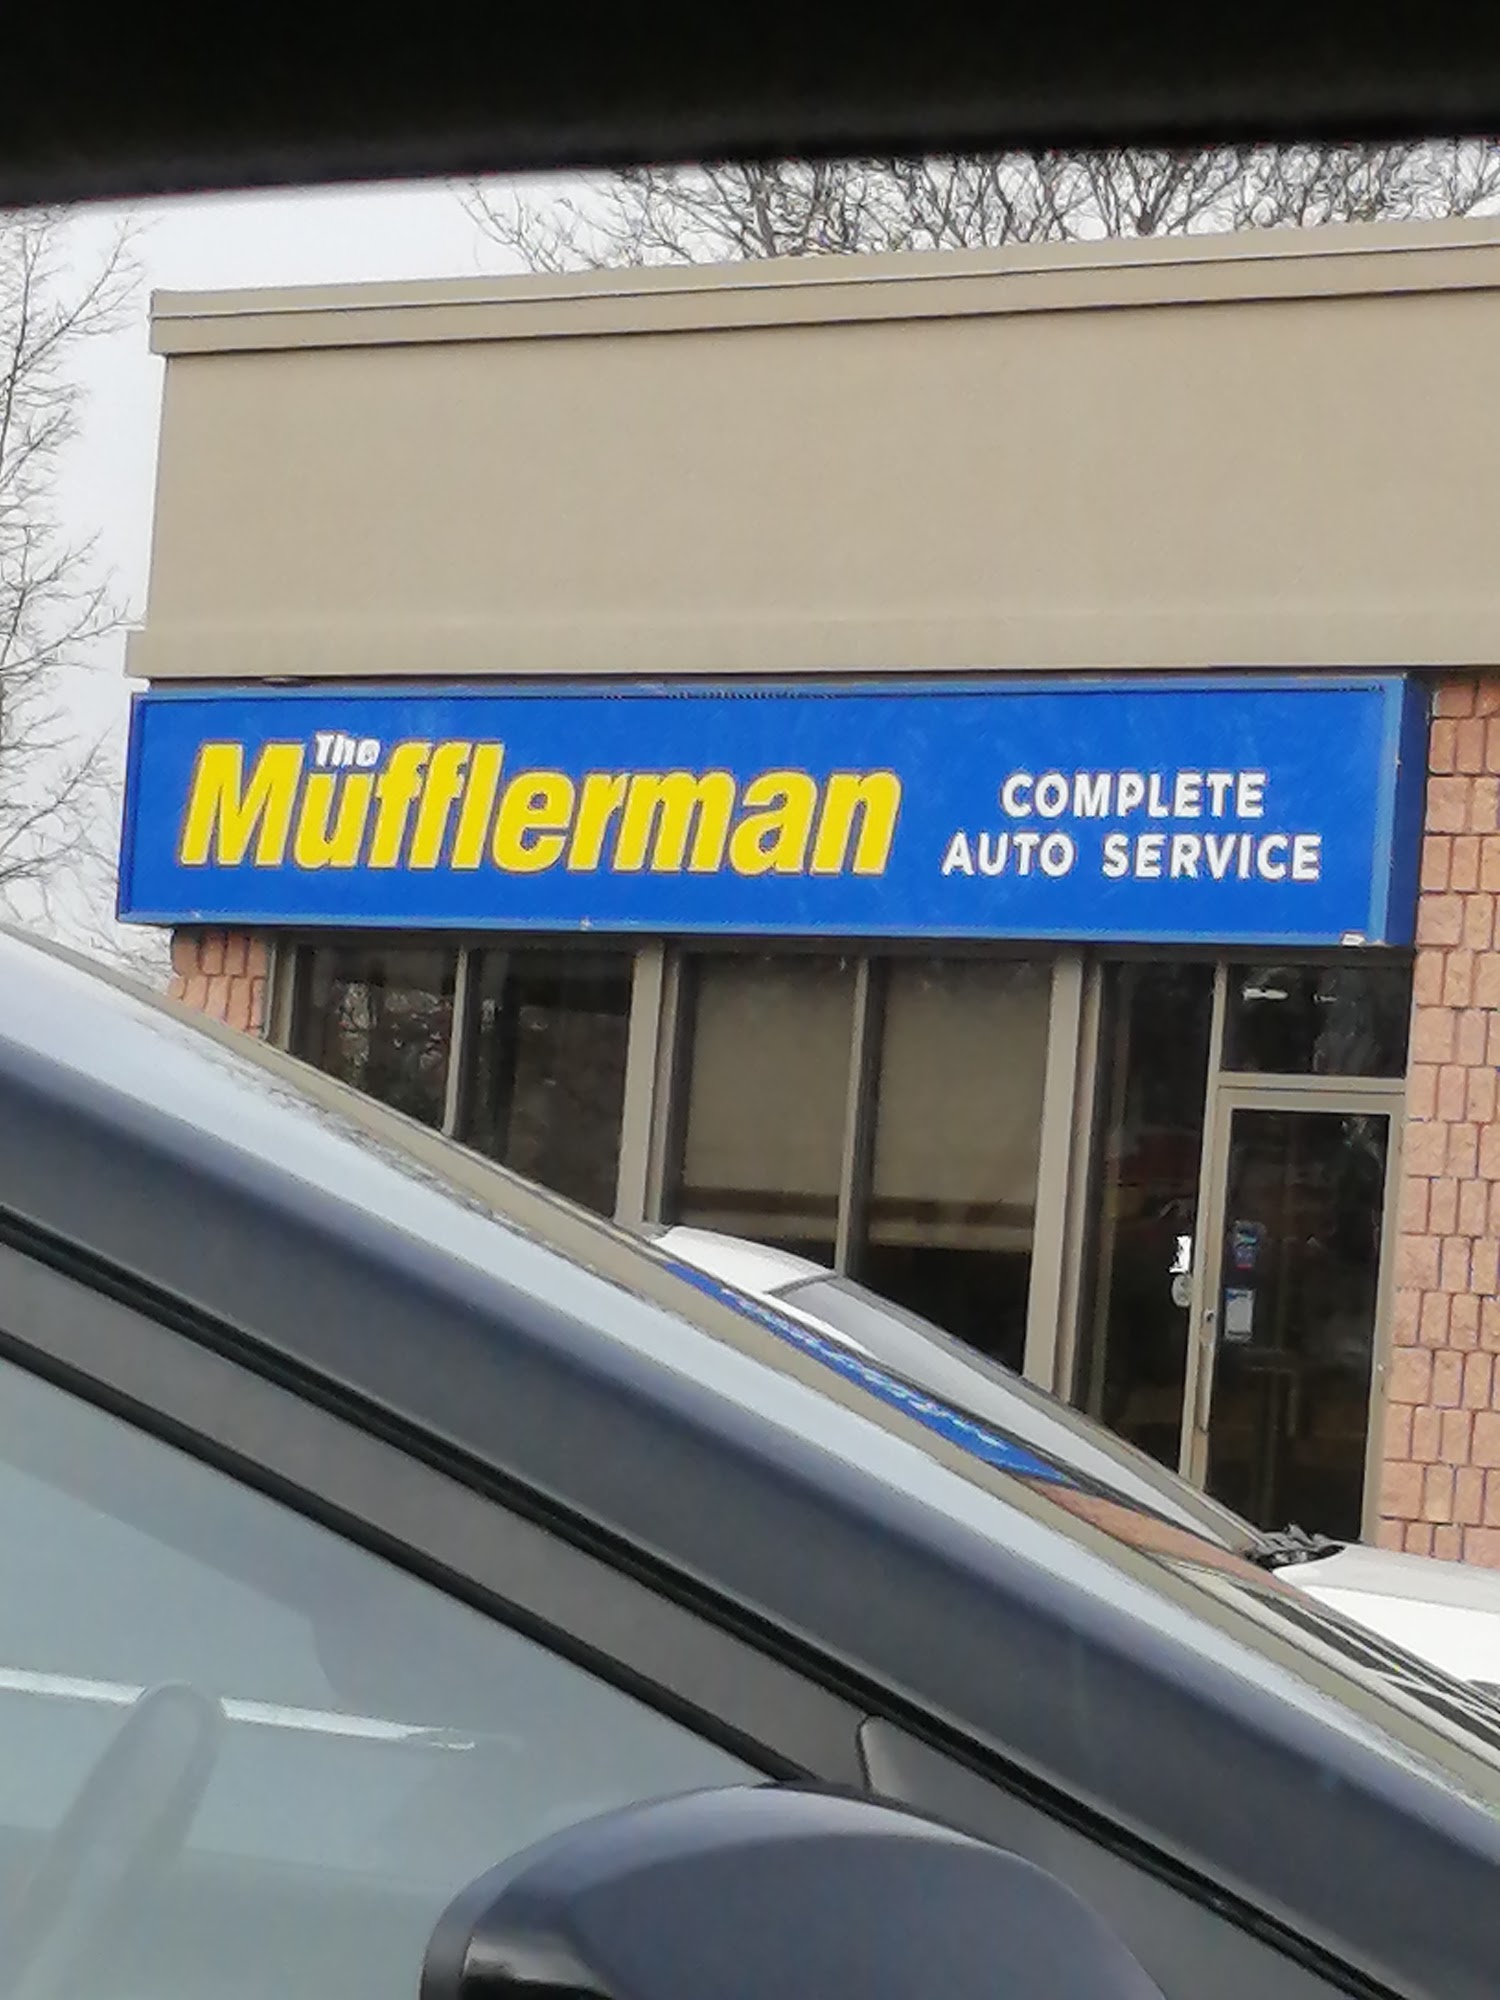 The
Mufflerman
COMPLETE
AUTO SERVICE